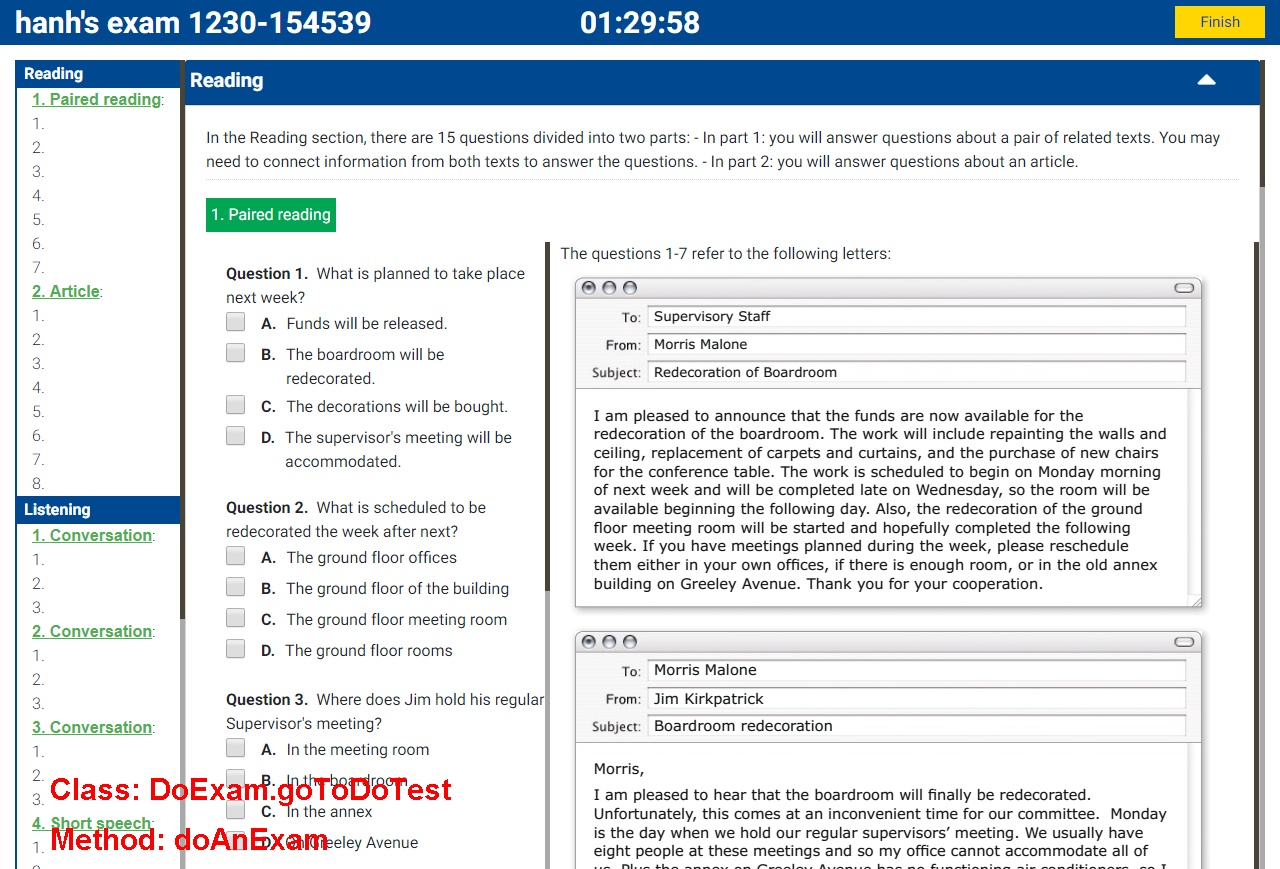 hanh's exam 1230-154539
01:29:58
Finish
Reading
1. Paired reading:
1.
2.
3.
4.
5.
6.
7.
2. Article:
1.
2.
3.
4.
5.
6.
7.
8.
Listening
1. Conversation:
1.
2.
3.
2. Conversation:
1.
2.
3.
3. Conversation:
1.
2.
3.
4. Short speech:
1.
Reading
In the Reading section, there are 15 questions divided into two parts: - In part 1: you will answer questions about a pair of related texts. You may
need to connect information from both texts to answer the questions. - In part 2: you will answer questions about an article.
1. Paired reading
Question 1. What is planned to take place
next week?
A. Funds will be released.
B. The boardroom will be
redecorated.
C. The decorations will be bought.
D. The supervisor's meeting will be
accommodated.
Question 2. What is scheduled to be
redecorated the week after next?
A. The ground floor offices
B. The ground floor of the building
C. The ground floor meeting room
D. The ground floor rooms
Question 3. Where does Jim hold his regular
Supervisor's meeting?
A. In the meeting room
B. In the boardroom
C. In the annex
D. On Greeley Avenue
The questions 1-7 refer to the following letters:
To: Supervisory Staff
From: Morris Malone
Subject: Redecoration of Boardroom
I am pleased to announce that the funds are now available for the
redecoration of the boardroom. The work will include repainting the walls and
ceiling, replacement of carpets and curtains, and the purchase of new chairs
for the conference table. The work is scheduled to begin on Monday morning
of next week and will be completed late on Wednesday, so the room will be
available beginning the following day. Also, the redecoration of the ground
floor meeting room will be started and hopefully completed the following
week. If you have meetings planned during the week, please reschedule
them either in your own offices, if there is enough room, or in the old annex
building on Greeley Avenue. Thank you for your cooperation.
To: Morris Malone
From: Jim Kirkpatrick
Subject: Boardroom redecoration
Morris,
I am pleased to hear that the boardroom will finally be redecorated.
Unfortunately, this comes at an inconvenient time for our committee. Monday
is the day when we hold our regular supervisors' meeting. We usually have
eight people at these meetings and so my office cannot accommodate all of
us. Plus the annex on Greeley Avenue has no functioning air conditioners, so I
Class: DoExam.goToDoTest
Method: doAnExam